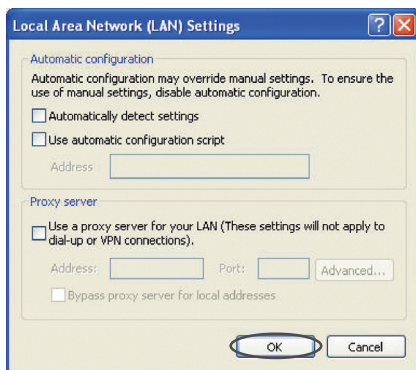 Local Area Network (LAN) Settings
Automatic configuration
Automatic configuration may override manual settings. To ensure the
use of manual settings, disable automatic configuration.
Automatically detect settings
Use automatic configuration script
Address
Proxy server
Use a proxy server for your LAN (These settings will not apply to
dial-up or VPN connections).
Address:
Port:
Advanced...
Bypass proxy server for local addresses
OK
Cancel